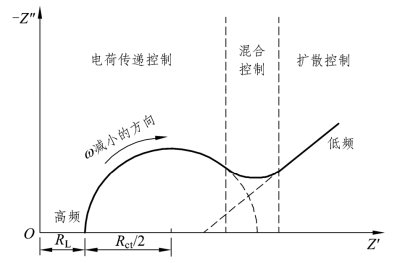 -Z″
电荷传递控制
混合
控制
扩散控制
ω减小的方向
低频
高频
O
R_L
R_ct/2
Z′